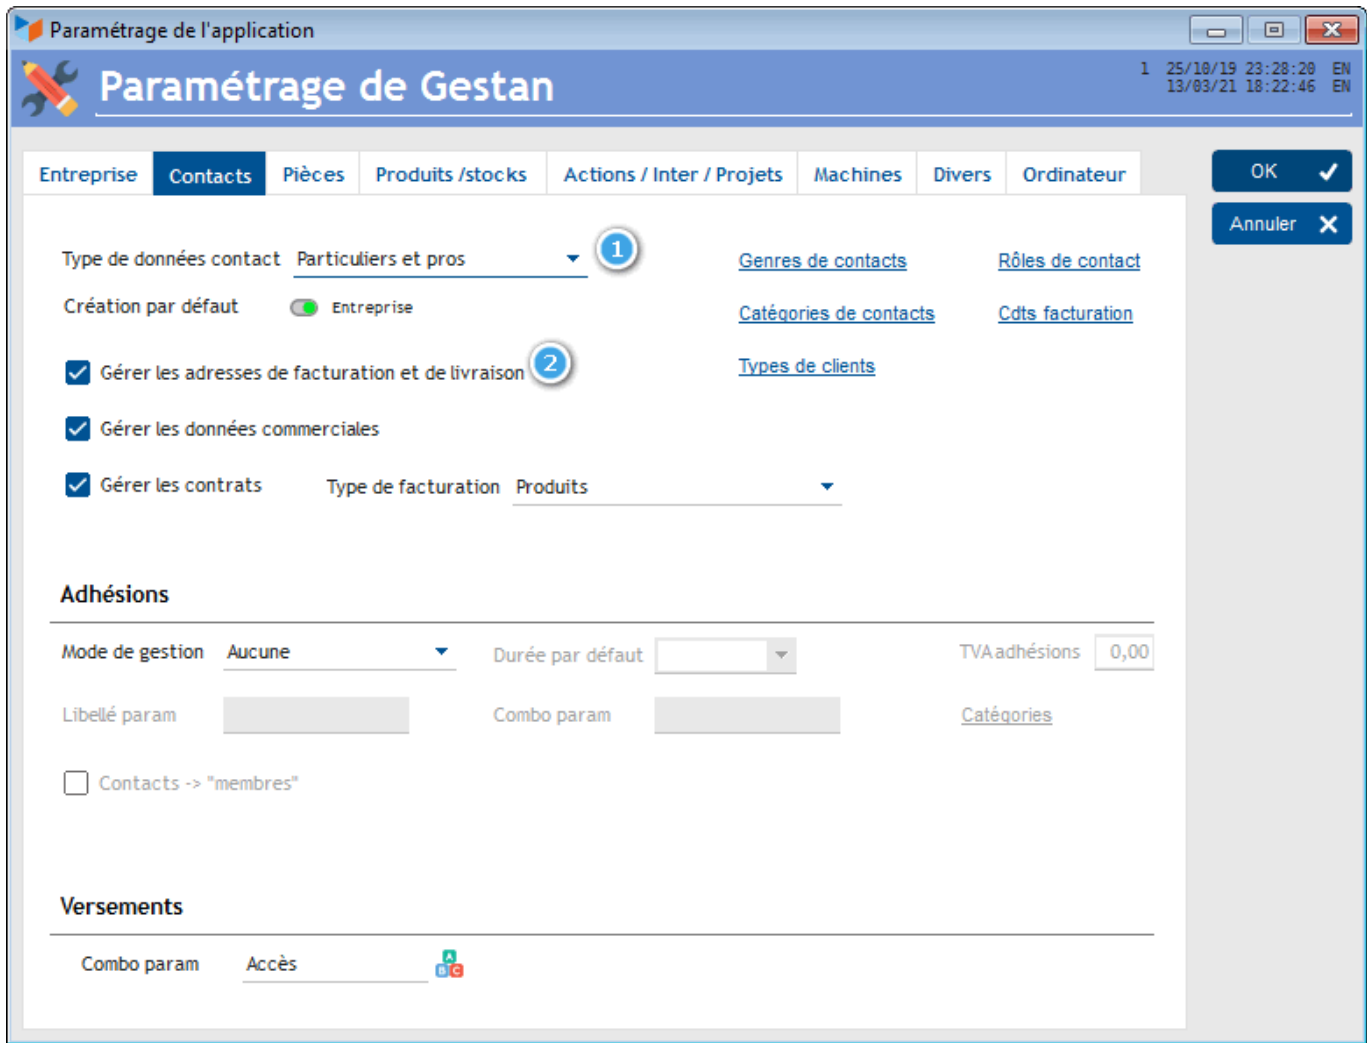 Paramétrage de l'application
Paramétrage de Gestan
1 25/10/19 23:28:20 EN
13/03/21 18:22:46 EN
Entreprise Contacts Pièces Produits /stocks Actions / Inter / Projets Machines Divers Ordinateur
OK
Annuler
Type de données contact Particuliers et pros 1 Genres de contacts Rôles de contact
Création par défaut Entreprise Catégories de contacts Cdts facturation
Gérer les adresses de facturation et de livraison 2 Types de clients
Gérer les données commerciales
Gérer les contrats Type de facturation Produits
Adhésions
Mode de gestion Aucune Durée par défaut TVA adhésions 0,00
Libellé param Combo param Catégories
Contacts -> "membres"
Versements
Combo param Accès
A
B C